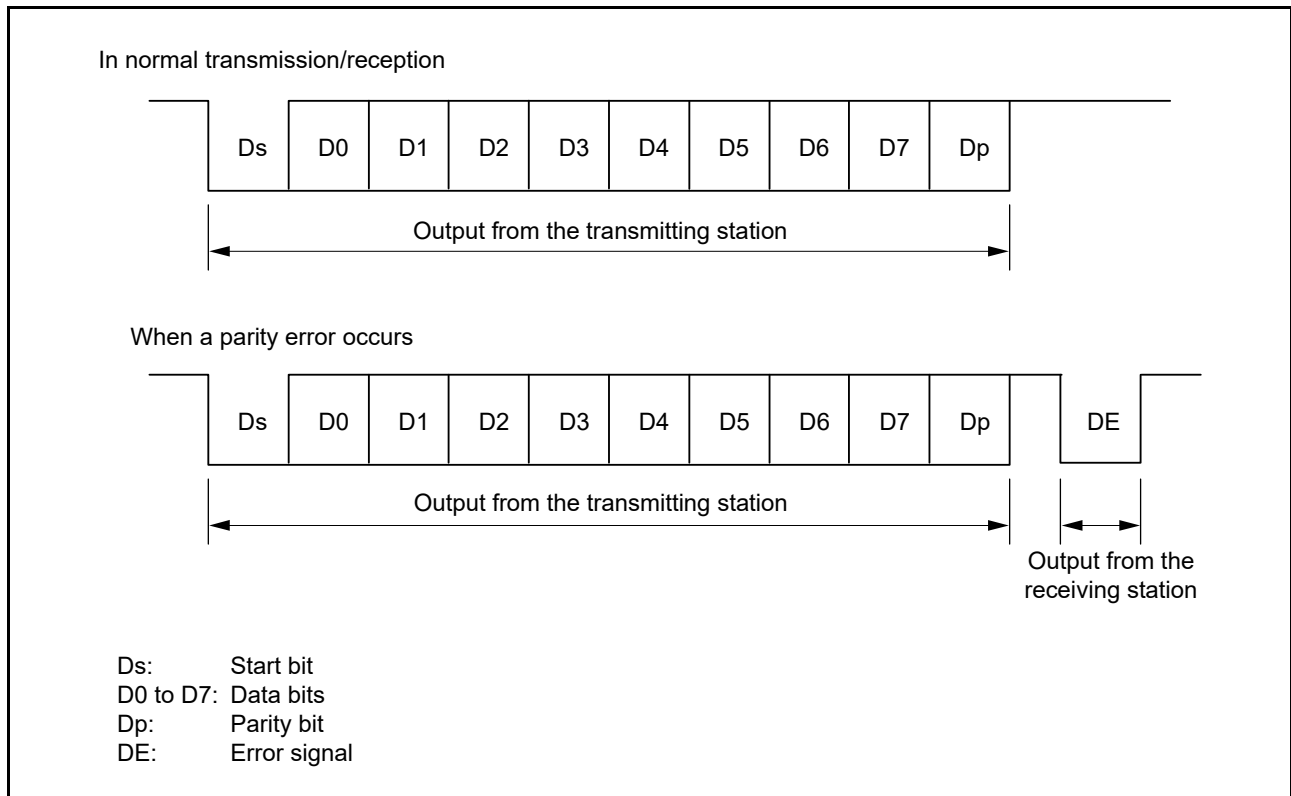 In normal transmission/reception
Ds D0 D1 D2 D3 D4 D5 D6 D7 Dp
Output from the transmitting station
When a parity error occurs
Ds D0 D1 D2 D3 D4 D5 D6 D7 Dp DE
Output from the transmitting station
Output from the
receiving station
Ds: Start bit
D0 to D7: Data bits
Dp: Parity bit
DE: Error signal